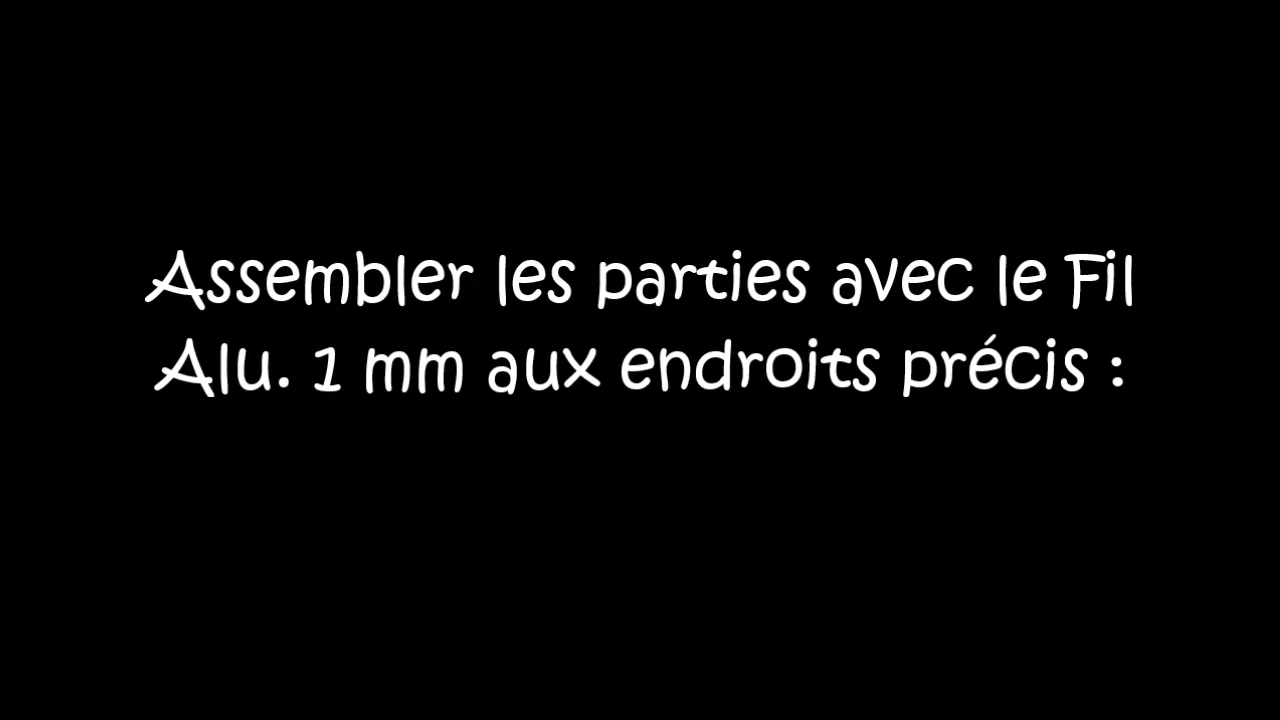 Assembler les parties avec le Fil
Alu. 1 mm aux endroits précis :